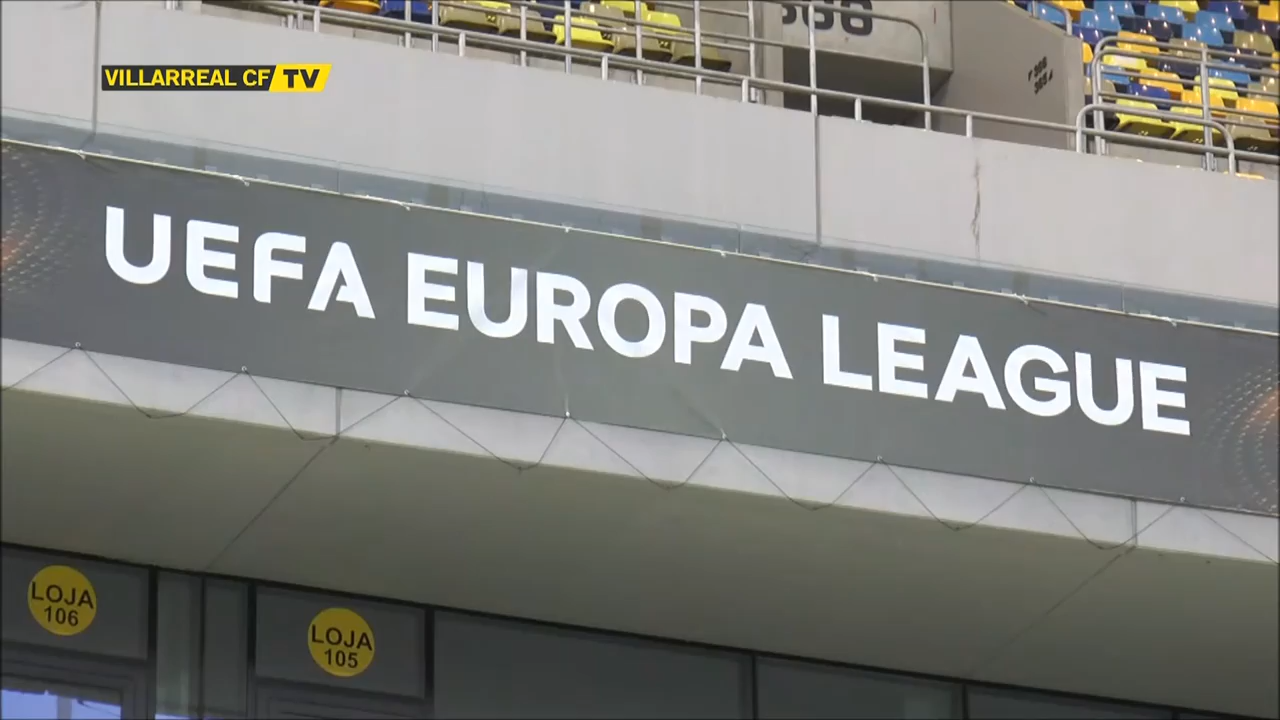 VILLARREAL CF TV
UEFA EUROPA LEAGUE
LOJA
106
LOJA
105